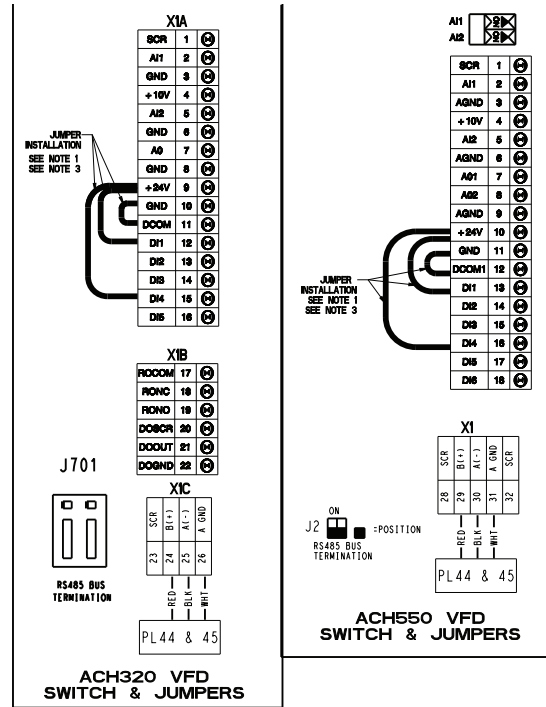 X1A
SCR 1
AI1 2
GND 3
+10V 4
AI2 5
GND 6
AO 7
GND 8
+24V 9
GND 10
DCOM 11
DI1 12
DI2 13
DI3 14
DI4 15
DI5 16
JUMPER
INSTALLATION
SEE NOTE 1
SEE NOTE 3
X1B
ROCOM 17
RONC 18
RONO 19
DOSCR 20
DOOUT 21
DOGND 22
J701
RS485 BUS
TERMINATION
X1C
SCR B(+) A(-) A GND
23 24 25 26
RED BLK WHT
PL44 & 45
ACH320 VFD
SWITCH & JUMPERS
AI1
AI2
SCR 1
AI1 2
AGND 3
+10V 4
AI2 5
AGND 6
AO1 7
AO2 8
AGND 9
+24V 10
GND 11
DCOM1 12
DI1 13
DI2 14
DI3 15
DI4 16
DI5 17
DI6 18
JUMPER
INSTALLATION
SEE NOTE 1
SEE NOTE 3
X1
SCR B(+) A(-) A GND SCR
28 29 30 31 32
ON
J2 =POSITION
RS485 BUS
TERMINATION
RED BLK WHT
PL44 & 45
ACH550 VFD
SWITCH & JUMPERS